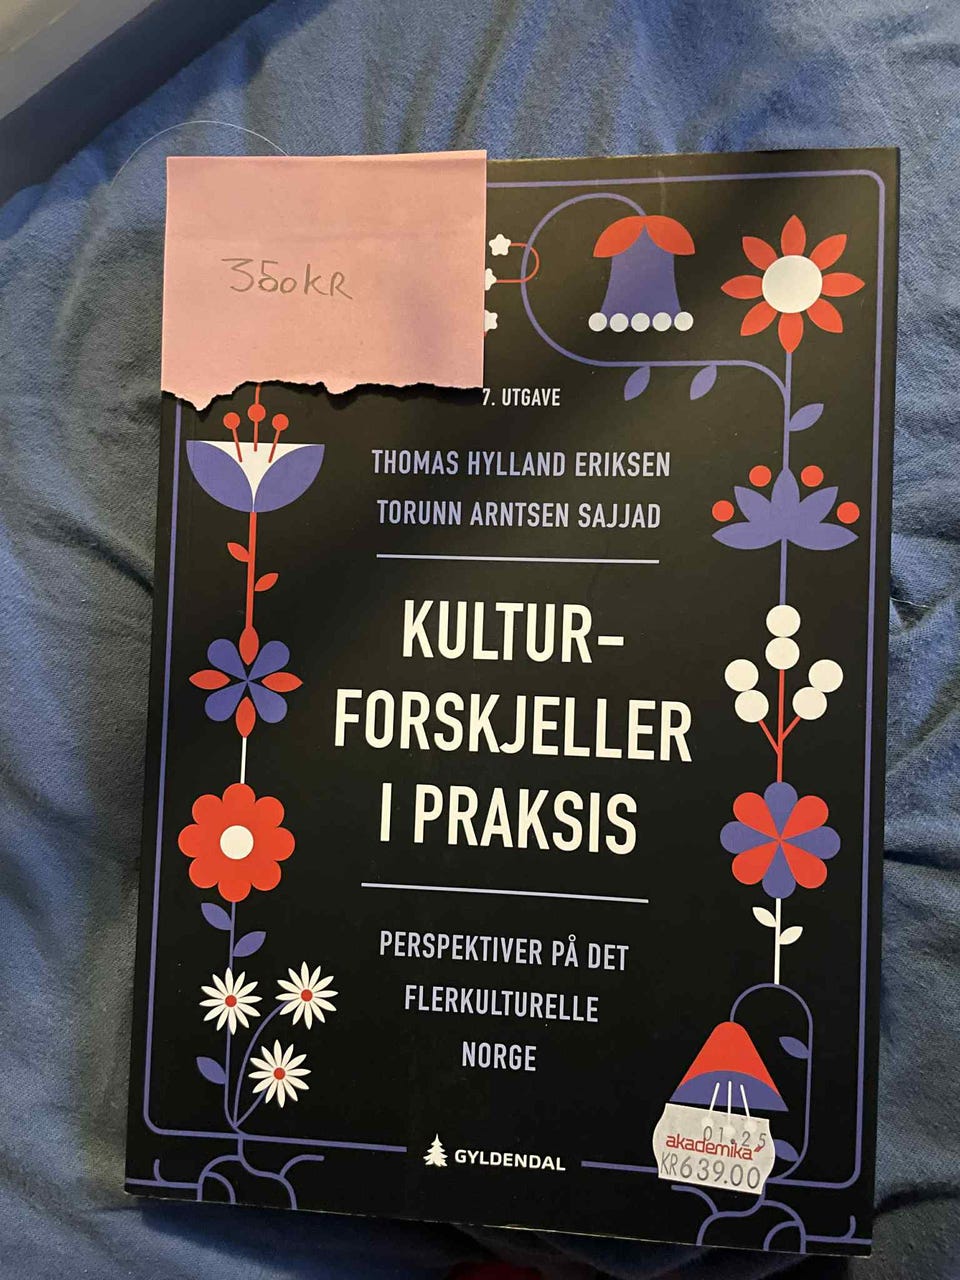 350KR
7. UTGAVE
THOMAS HYLLAND ERIKSEN
TORUNN ARNTSEN SAJJAD
KULTUR-
FORSKJELLER
I PRAKSIS
PERSPEKTIVER PÅ DET
FLERKULTURELLE
NORGE
GYLDENDAL
01.25
akademika
KR639.00